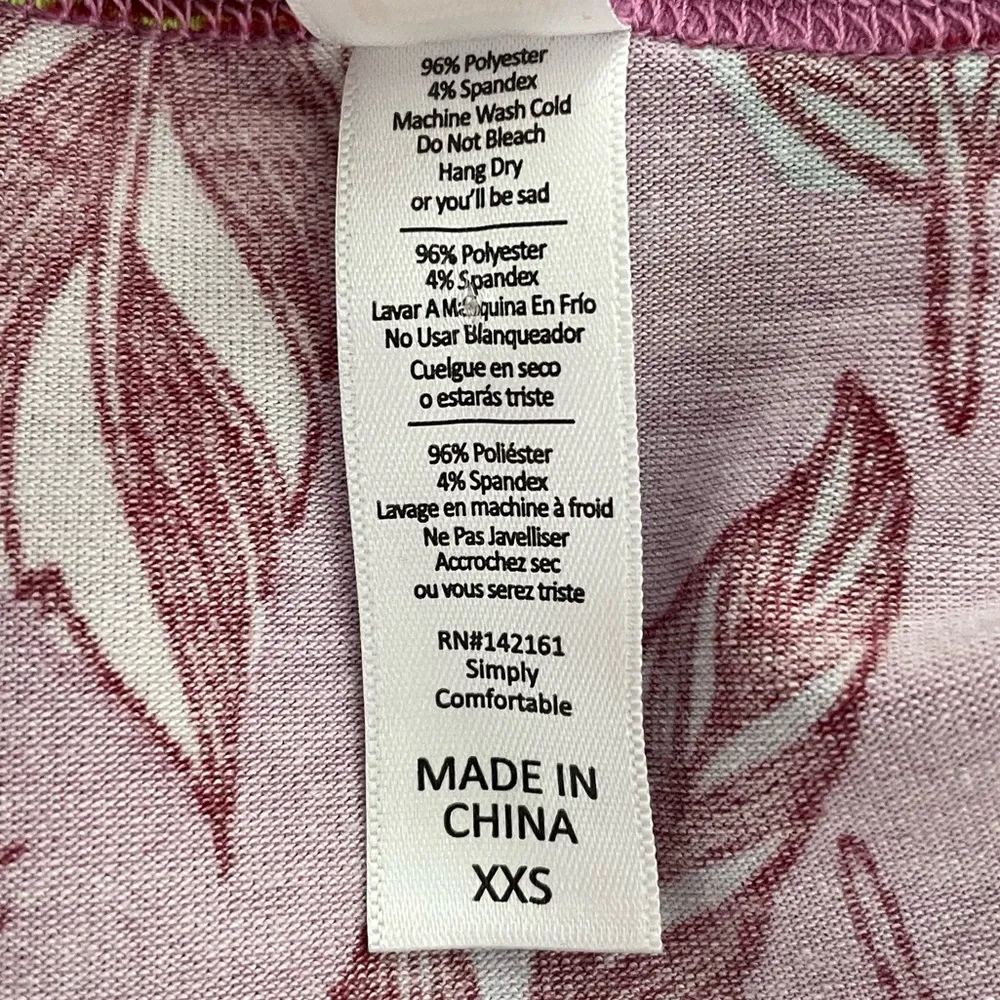 96% Polyester
4% Spandex
Machine Wash Cold
Do Not Bleach
Hang Dry
or you'll be sad
96% Polyester
4% Spandex
Lavar A Maquina En Frío
No Usar Blanqueador
Cuelgue en seco
o estarás triste
96% Poliéster
4% Spandex
Lavage en machine à froid
Ne Pas Javelliser
Accrochez sec
ou vous serez triste
RN#142161
Simply
Comfortable
MADE IN
CHINA
XXS